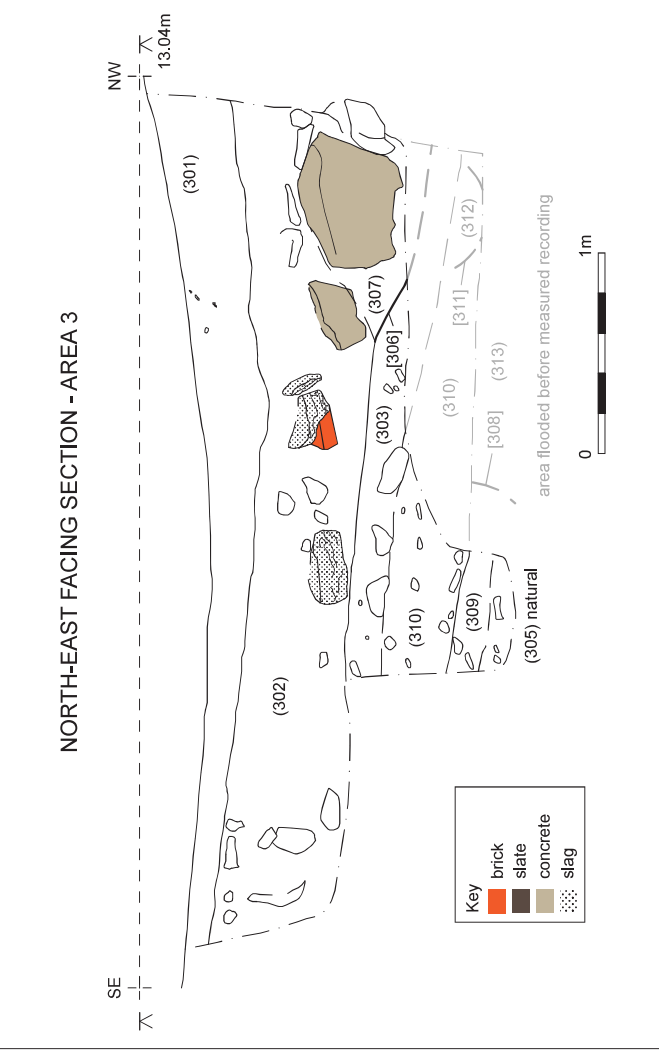 NORTH-EAST FACING SECTION - AREA 3
SE
NW
13.04m
(301)
(302)
(307)
[306]
(303)
(310)
(309)
(305) natural
(312)
[311]
(310)
(313)
[308]
area flooded before measured recording
0
1m
Key
brick
slate
concrete
slag